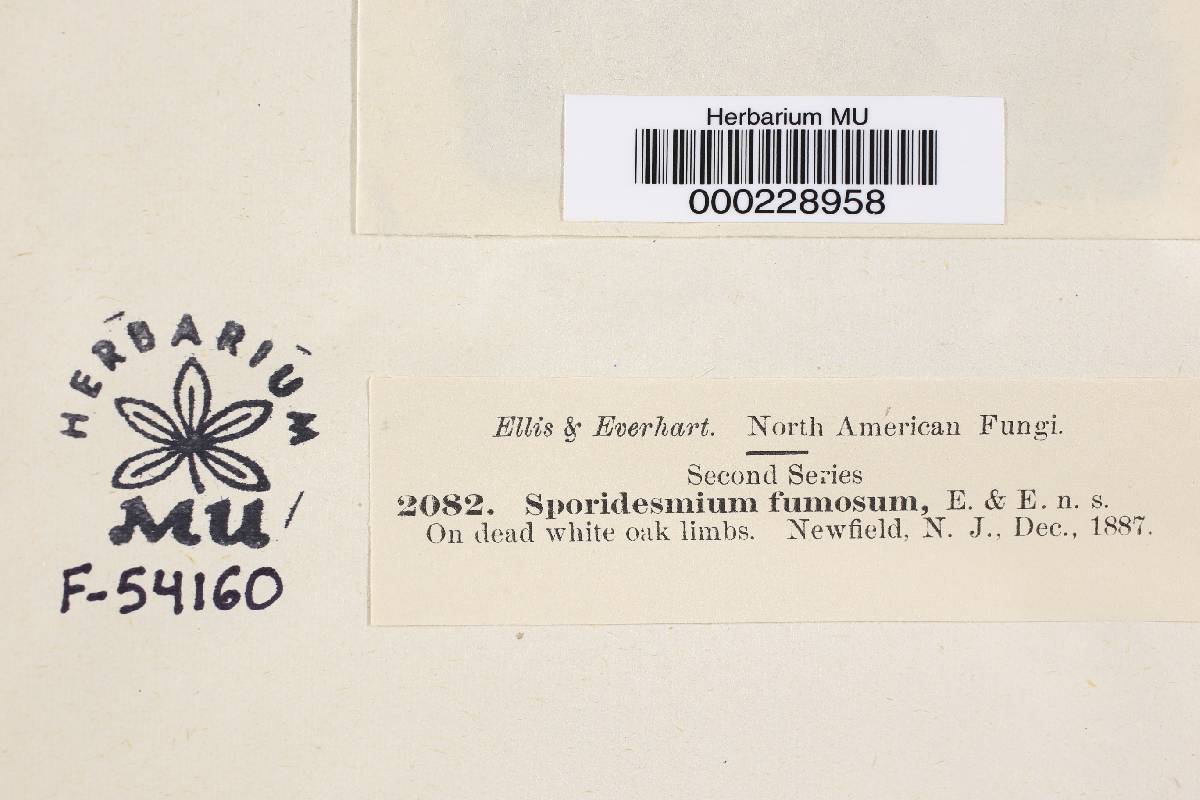 Herbarium MU
000228958
HERBARIUM
MU
F-54160
Ellis & Everhart. North American Fungi.
Second Series
2082. Sporidesmium fumosum, E. & E. n. s.
On dead white oak limbs. Newfield, N. J., Dec., 1887.